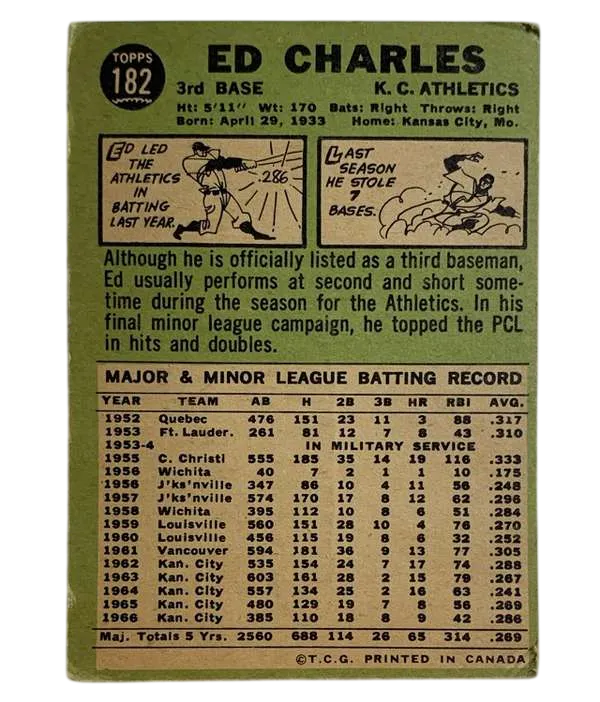 TOPPS
182
ED CHARLES
3rd BASE K. C. ATHLETICS
Ht: 5'11" Wt: 170 Bats: Right Throws: Right
Born: April 29, 1933 Home: Kansas City, Mo.
ED LED
THE
ATHLETICS
IN
BATTING
LAST YEAR.
.286
LAST
SEASON
HE STOLE
7
BASES.
Although he is officially listed as a third baseman,
Ed usually performs at second and short some-
time during the season for the Athletics. In his
final minor league campaign, he topped the PCL
in hits and doubles.
MAJOR & MINOR LEAGUE BATTING RECORD
YEAR TEAM AB H 2B 3B HR RBI AVG.
1952 Quebec 476 151 23 11 3 88 .317
1953 Ft. Lauder. 261 81 12 7 8 43 .310
1953-4 IN MILITARY SERVICE
1955 C. Christi 555 185 35 14 19 116 .333
1956 Wichita 40 7 2 1 1 10 .175
1956 J'ks'nville 347 86 10 4 11 56 .248
1957 J'ks'nville 574 170 17 8 12 62 .296
1958 Wichita 395 112 10 8 6 51 .284
1959 Louisville 560 151 28 10 4 76 .270
1960 Louisville 456 115 19 8 6 32 .252
1961 Vancouver 594 181 36 9 13 77 .305
1962 Kan. City 535 154 24 7 17 74 .288
1963 Kan. City 603 161 28 2 15 79 .267
1964 Kan. City 557 134 25 2 16 63 .241
1965 Kan. City 480 129 19 7 8 56 .269
1966 Kan. City 385 110 18 8 9 42 .286
Maj. Totals 5 Yrs. 2560 688 114 26 65 314 .269
©T.C.G. PRINTED IN CANADA